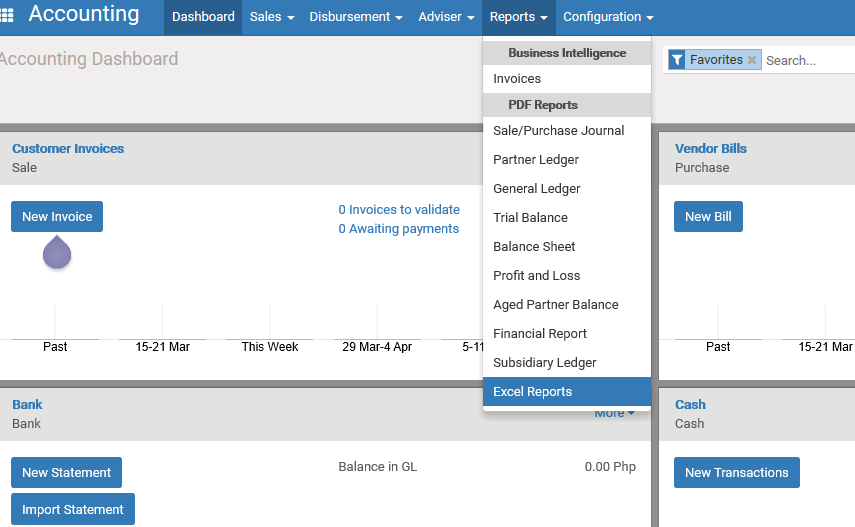 Accounting
Dashboard
Sales
Disbursement
Adviser
Reports
Configuration
Accounting Dashboard
Favorites
Search...
Business Intelligence
Invoices
PDF Reports
Sale/Purchase Journal
Partner Ledger
General Ledger
Trial Balance
Balance Sheet
Profit and Loss
Aged Partner Balance
Financial Report
Subsidiary Ledger
Excel Reports
Customer Invoices
Sale
New Invoice
0 Invoices to validate
0 Awaiting payments
Past
15-21 Mar
This Week
29 Mar-4 Apr
5-11
Vendor Bills
Purchase
New Bill
Past
15-21 Mar
Bank
Bank
More
New Statement
Import Statement
Balance in GL
0.00 Php
Cash
Cash
New Transactions